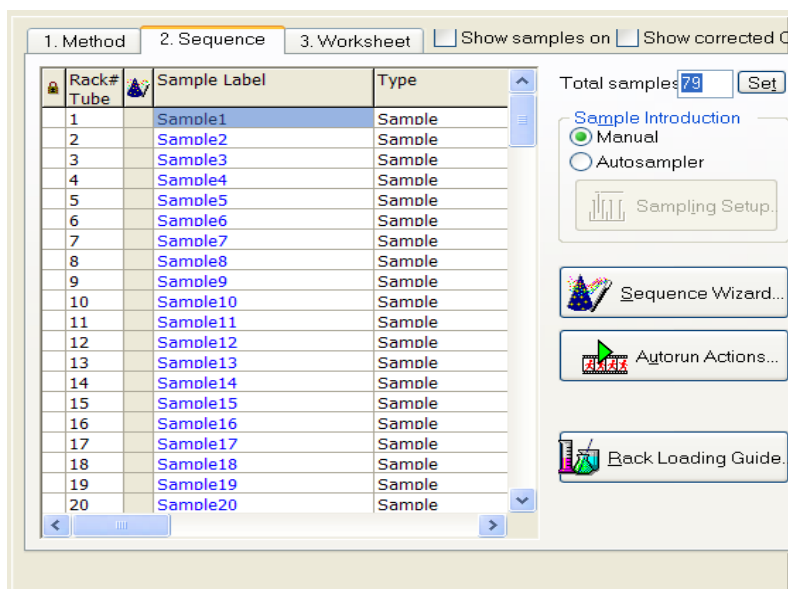 1. Method 2. Sequence 3. Worksheet Show samples on Show corrected
Rack# Tube Sample Label Type
1 Sample1 Sample
2 Sample2 Sample
3 Sample3 Sample
4 Sample4 Sample
5 Sample5 Sample
6 Sample6 Sample
7 Sample7 Sample
8 Sample8 Sample
9 Sample9 Sample
10 Sample10 Sample
11 Sample11 Sample
12 Sample12 Sample
13 Sample13 Sample
14 Sample14 Sample
15 Sample15 Sample
16 Sample16 Sample
17 Sample17 Sample
18 Sample18 Sample
19 Sample19 Sample
20 Sample20 Sample
Total samples 79 Set
Sample Introduction
Manual
Autosampler
Sampling Setup..
Sequence Wizard...
Autorun Actions...
Rack Loading Guide.